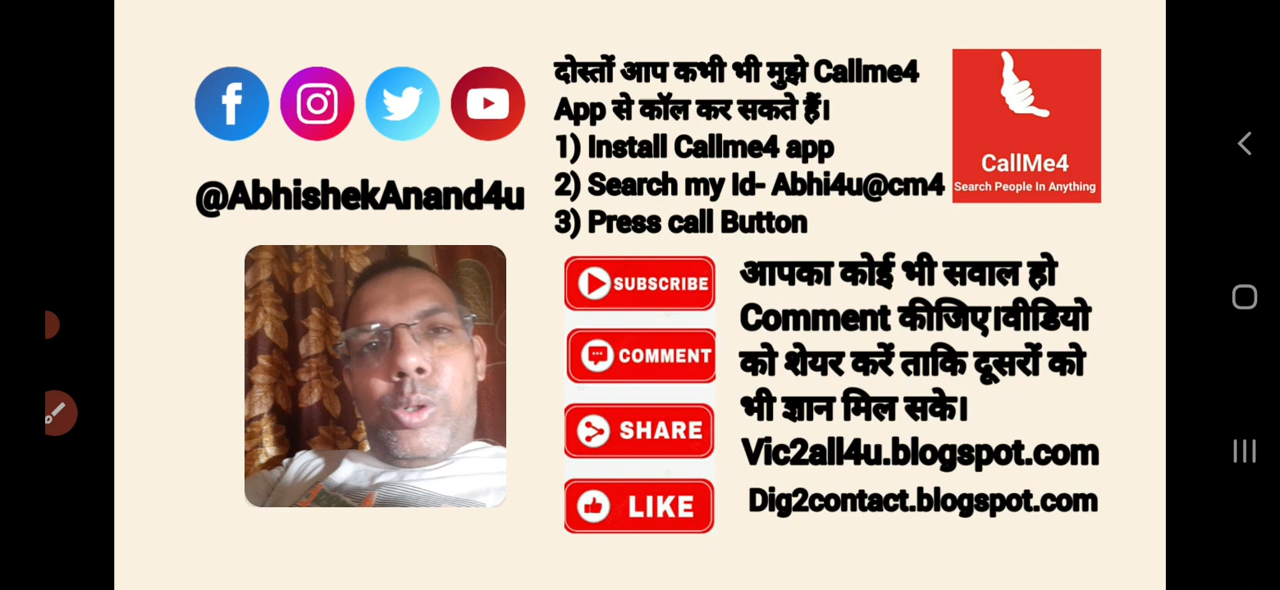 दोस्तों आप कभी भी मुझे Callme4
App से कॉल कर सकते हैं।
1) Install Callme4 app
2) Search my Id- Abhi4u@cm4
3) Press call Button
CallMe4
Search People In Anything
@AbhishekAnand4u
SUBSCRIBE
COMMENT
SHARE
LIKE
आपका कोई भी सवाल हो
Comment कीजिए।वीडियो
को शेयर करें ताकि दूसरों को
भी ज्ञान मिल सके।
Vic2all4u.blogspot.com
Dig2contact.blogspot.com